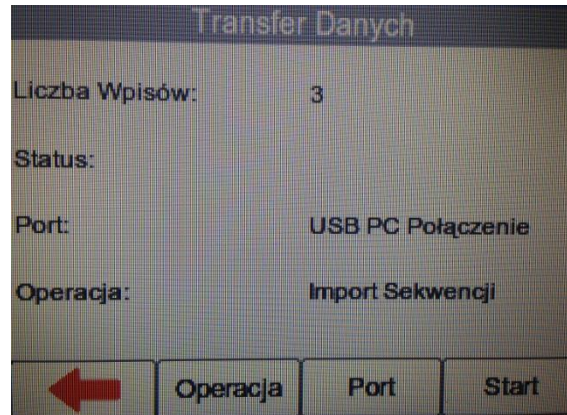 Transfer Danych
Liczba Wpisów: 3
Status:
Port: USB PC Połączenie
Operacja: Import Sekwencji
Operacja Port Start